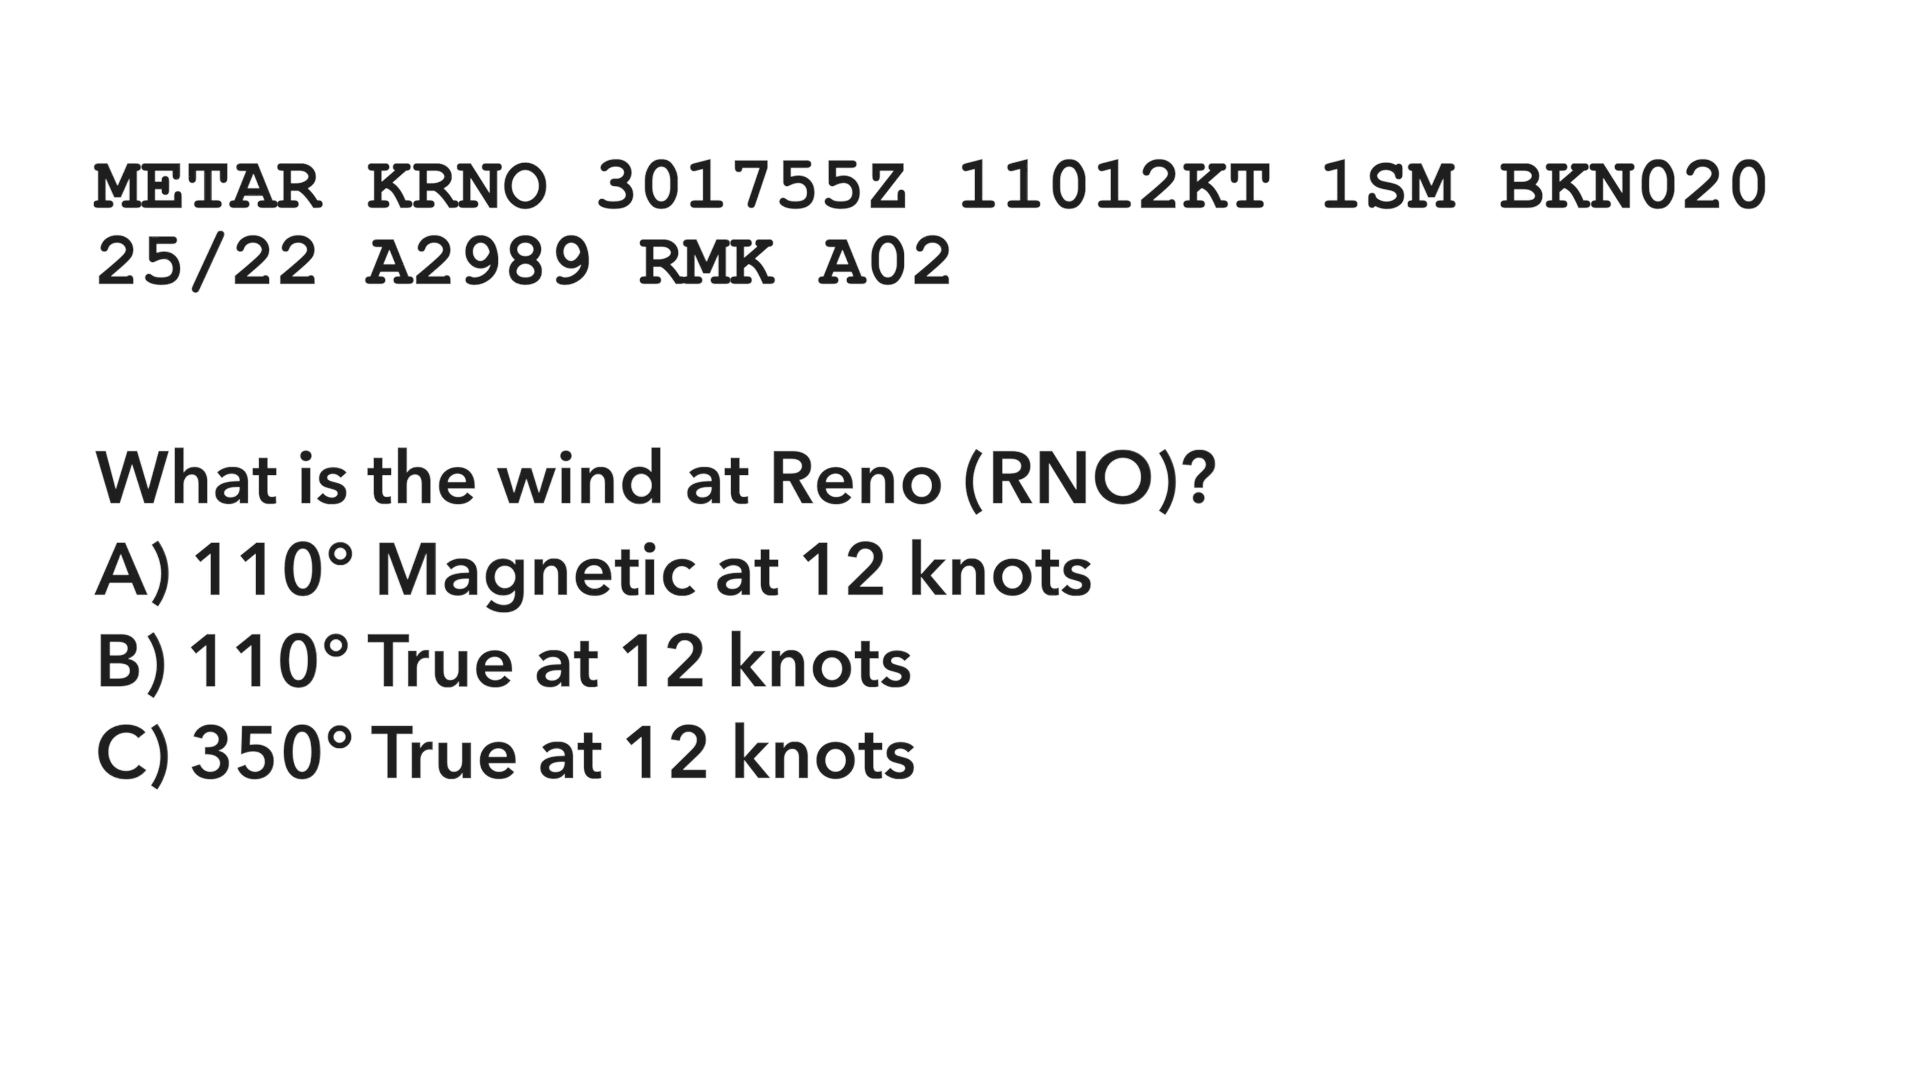 METAR KRNO 301755Z 11012KT 1SM BKN020
25/22 A2989 RMK A02
What is the wind at Reno (RNO)?
A) 110° Magnetic at 12 knots
B) 110° True at 12 knots
C) 350° True at 12 knots